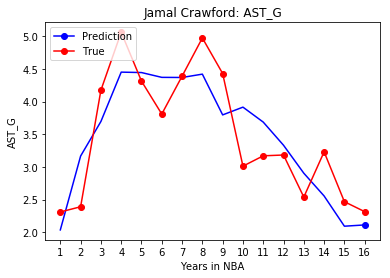 Jamal Crawford: AST_G
Prediction
True
5.0
4.5
4.0
3.5
3.0
2.5
2.0
AST_G
1 2 3 4 5 6 7 8 9 10 11 12 13 14 15 16
Years in NBA